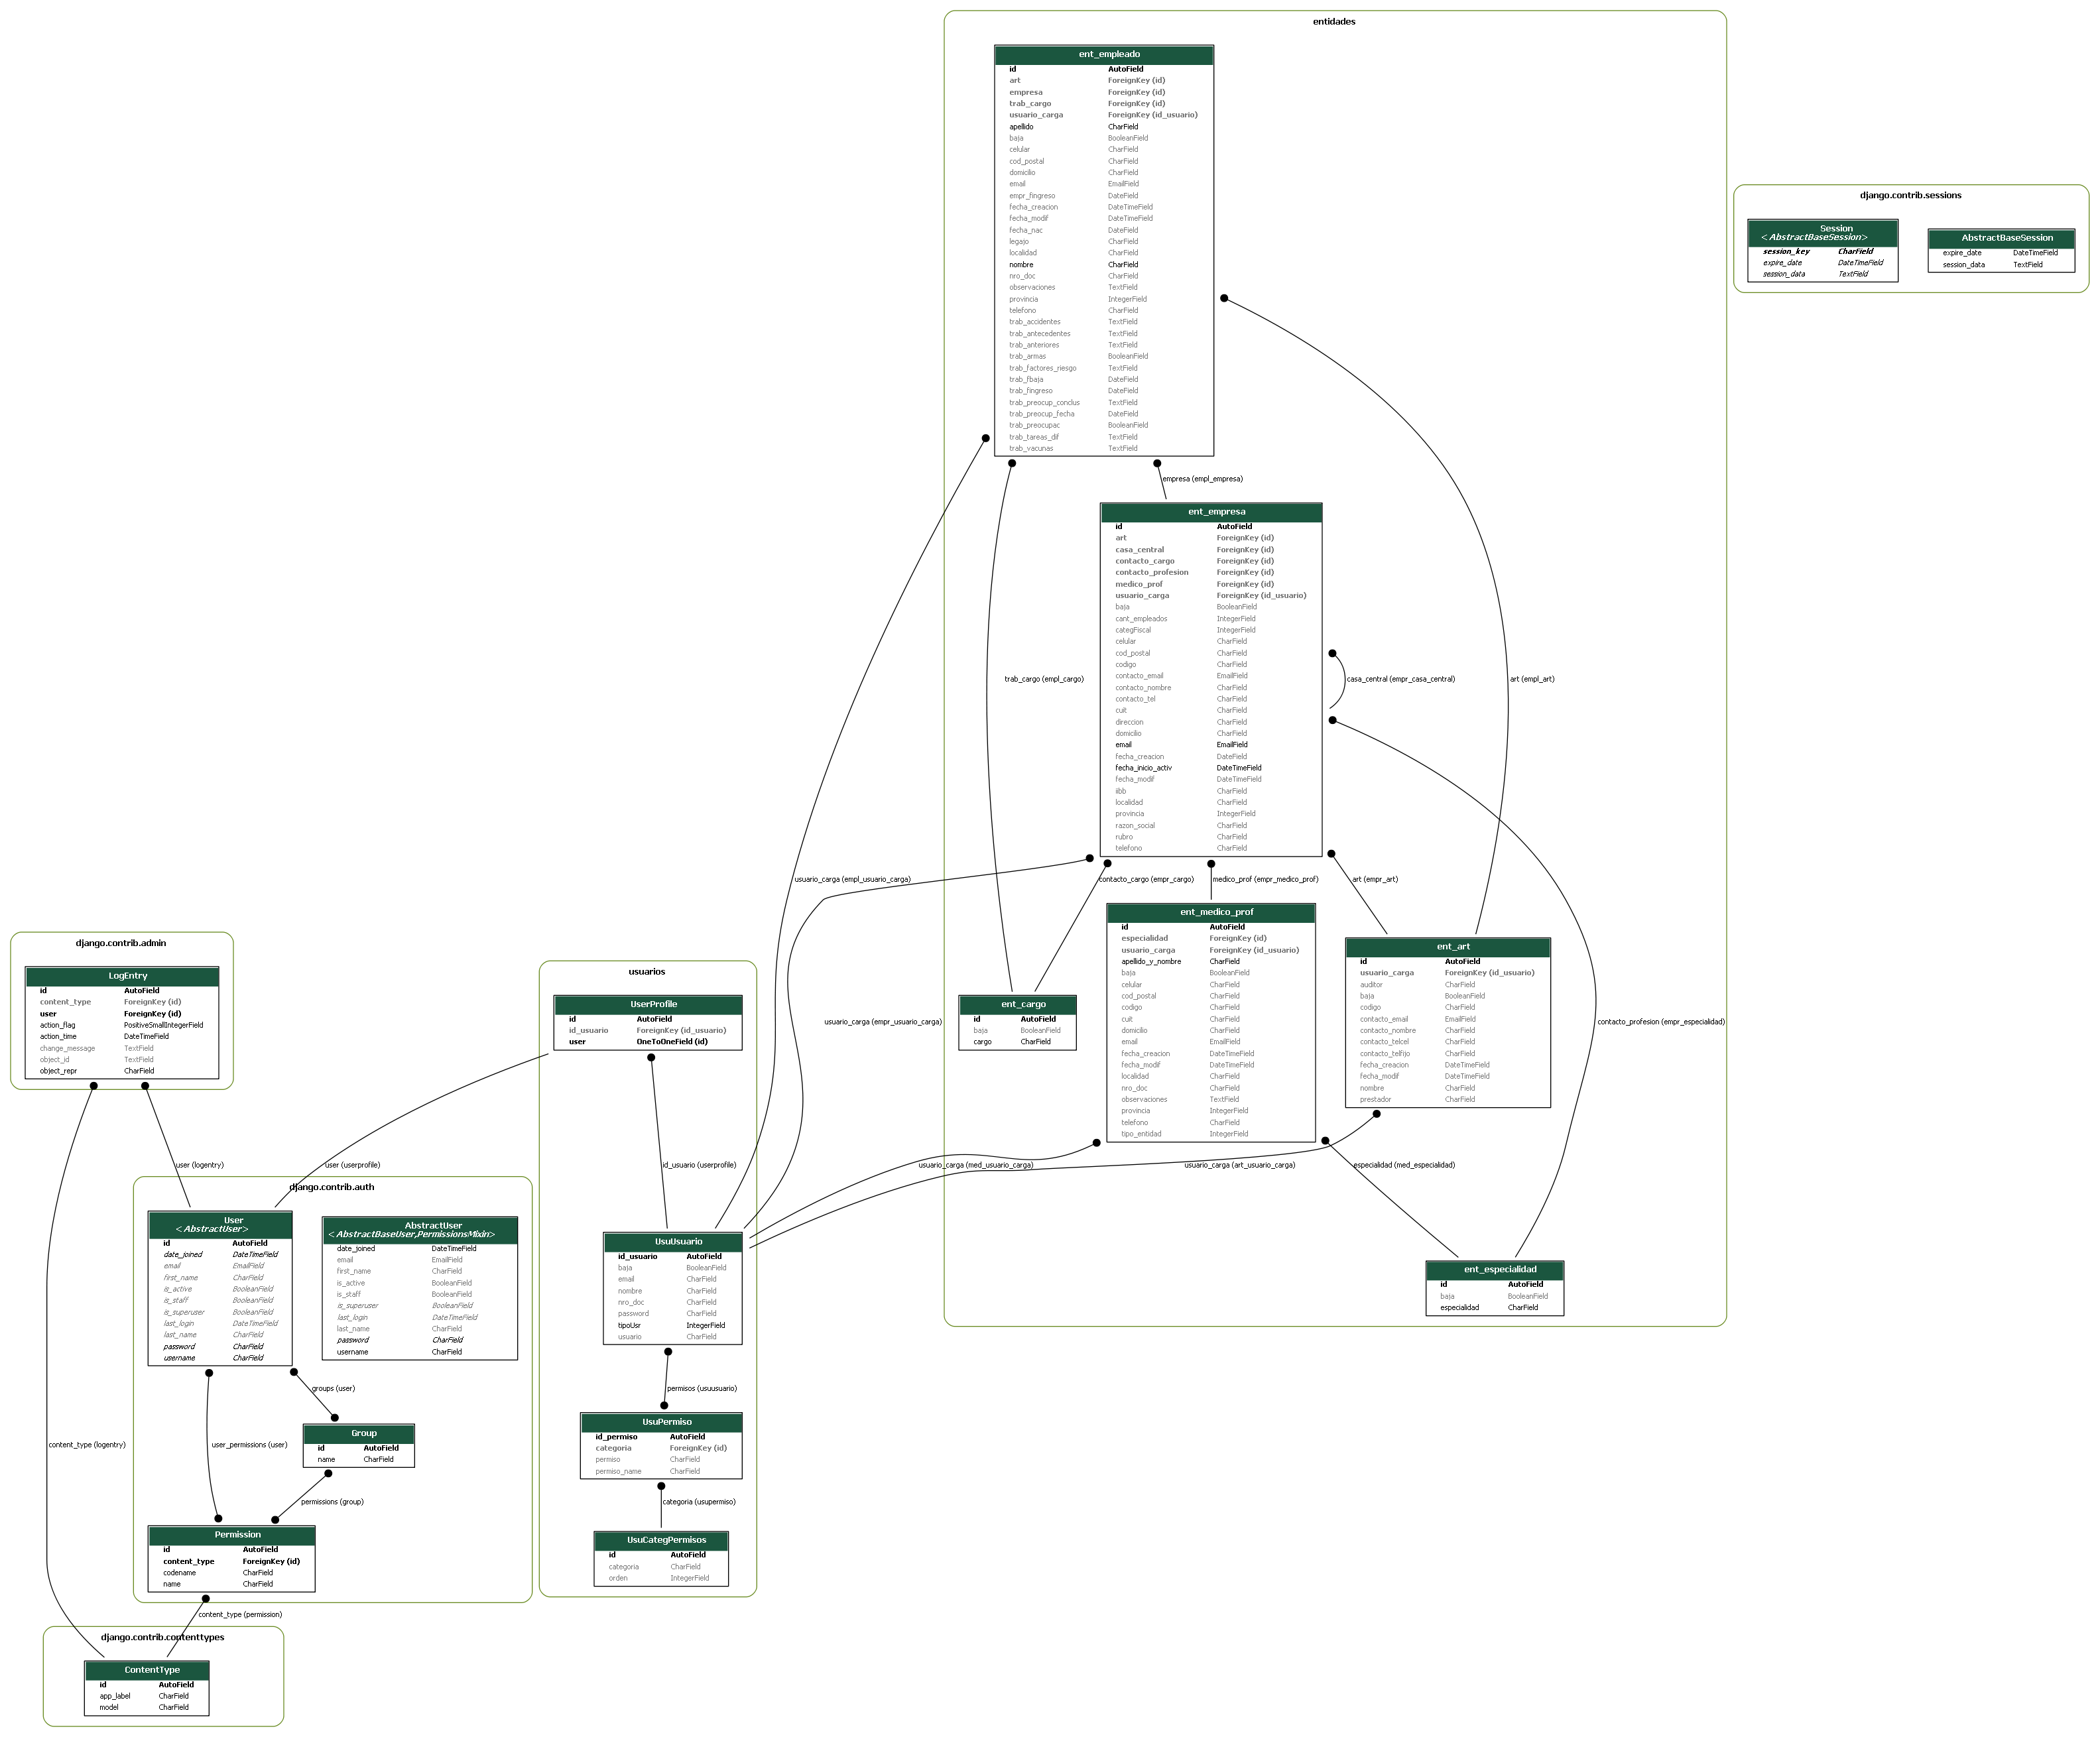 entidades
ent_empleado
id AutoField
art ForeignKey (id)
empresa ForeignKey (id)
trab_cargo ForeignKey (id)
usuario_carga ForeignKey (id_usuario)
apellido CharField
baja BooleanField
celular CharField
cod_postal CharField
domicilio CharField
email EmailField
empr_fingreso DateField
fecha_creacion DateTimeField
fecha_modif DateTimeField
fecha_nac DateField
legajo CharField
localidad CharField
nombre CharField
nro_doc CharField
observaciones TextField
provincia IntegerField
telefono CharField
trab_accidentes TextField
trab_antecedentes TextField
trab_anteriores TextField
trab_armas BooleanField
trab_factores_riesgo TextField
trab_fbaja DateField
trab_fingreso DateField
trab_preocup_conclus TextField
trab_preocup_fecha DateField
trab_preocupac BooleanField
trab_tareas_dif TextField
trab_vacunas TextField
django.contrib.sessions
Session
<AbstractBaseSession>
session_key CharField
expire_date DateTimeField
session_data TextField
AbstractBaseSession
expire_date DateTimeField
session_data TextField
empresa (empl_empresa)
ent_empresa
id AutoField
art ForeignKey (id)
casa_central ForeignKey (id)
contacto_cargo ForeignKey (id)
contacto_profesion ForeignKey (id)
medico_prof ForeignKey (id)
usuario_carga ForeignKey (id_usuario)
baja BooleanField
cant_empleados IntegerField
categFiscal IntegerField
celular CharField
cod_postal CharField
codigo CharField
contacto_email EmailField
contacto_nombre CharField
contacto_tel CharField
cuit CharField
direccion CharField
domicilio CharField
email EmailField
fecha_creacion DateField
fecha_inicio_activ DateTimeField
fecha_modif DateTimeField
iibb CharField
localidad CharField
provincia IntegerField
razon_social CharField
rubro CharField
telefono CharField
trab_cargo (empl_cargo)
casa_central (empr_casa_central)
art (empl_art)
usuario_carga (empl_usuario_carga)
contacto_cargo (empr_cargo)
medico_prof (empr_medico_prof)
art (empr_art)
ent_medico_prof
id AutoField
especialidad ForeignKey (id)
usuario_carga ForeignKey (id_usuario)
apellido_y_nombre CharField
baja BooleanField
celular CharField
cod_postal CharField
codigo CharField
cuit CharField
domicilio CharField
email EmailField
fecha_creacion DateTimeField
fecha_modif DateTimeField
localidad CharField
nro_doc CharField
observaciones TextField
provincia IntegerField
telefono CharField
tipo_entidad IntegerField
ent_art
id AutoField
usuario_carga ForeignKey (id_usuario)
auditor CharField
baja BooleanField
codigo CharField
contacto_email EmailField
contacto_nombre CharField
contacto_telcel CharField
contacto_telfijo CharField
fecha_creacion DateTimeField
fecha_modif DateTimeField
nombre CharField
prestador CharField
ent_cargo
id AutoField
baja BooleanField
cargo CharField
usuario_carga (empr_usuario_carga)
contacto_profesion (empr_especialidad)
django.contrib.admin
LogEntry
id AutoField
content_type ForeignKey (id)
user ForeignKey (id)
action_flag PositiveSmallIntegerField
action_time DateTimeField
change_message TextField
object_id TextField
object_repr CharField
usuarios
UserProfile
id AutoField
id_usuario ForeignKey (id_usuario)
user OneToOneField (id)
user (logentry)
user (userprofile)
id_usuario (userprofile)
usuario_carga (med_usuario_carga)
usuario_carga (art_usuario_carga)
especialidad (med_especialidad)
django.contrib.auth
User
<AbstractUser>
id AutoField
date_joined DateTimeField
email EmailField
first_name CharField
is_active BooleanField
is_staff BooleanField
is_superuser BooleanField
last_login DateTimeField
last_name CharField
password CharField
username CharField
AbstractUser
<AbstractBaseUser,PermissionsMixin>
date_joined DateTimeField
email EmailField
first_name CharField
is_active BooleanField
is_staff BooleanField
is_superuser BooleanField
last_login DateTimeField
last_name CharField
password CharField
username CharField
UsuUsuario
id_usuario AutoField
baja BooleanField
email CharField
nombre CharField
nro_doc CharField
password CharField
tipoUsr IntegerField
usuario CharField
ent_especialidad
id AutoField
baja BooleanField
especialidad CharField
groups (user)
permisos (usuusuario)
user_permissions (user)
content_type (logentry)
Group
id AutoField
name CharField
UsuPermiso
id_permiso AutoField
categoria ForeignKey (id)
permiso CharField
permiso_name CharField
permissions (group)
categoria (usupermiso)
Permission
id AutoField
content_type ForeignKey (id)
codename CharField
name CharField
UsuCategPermisos
id AutoField
categoria CharField
orden IntegerField
content_type (permission)
django.contrib.contenttypes
ContentType
id AutoField
app_label CharField
model CharField